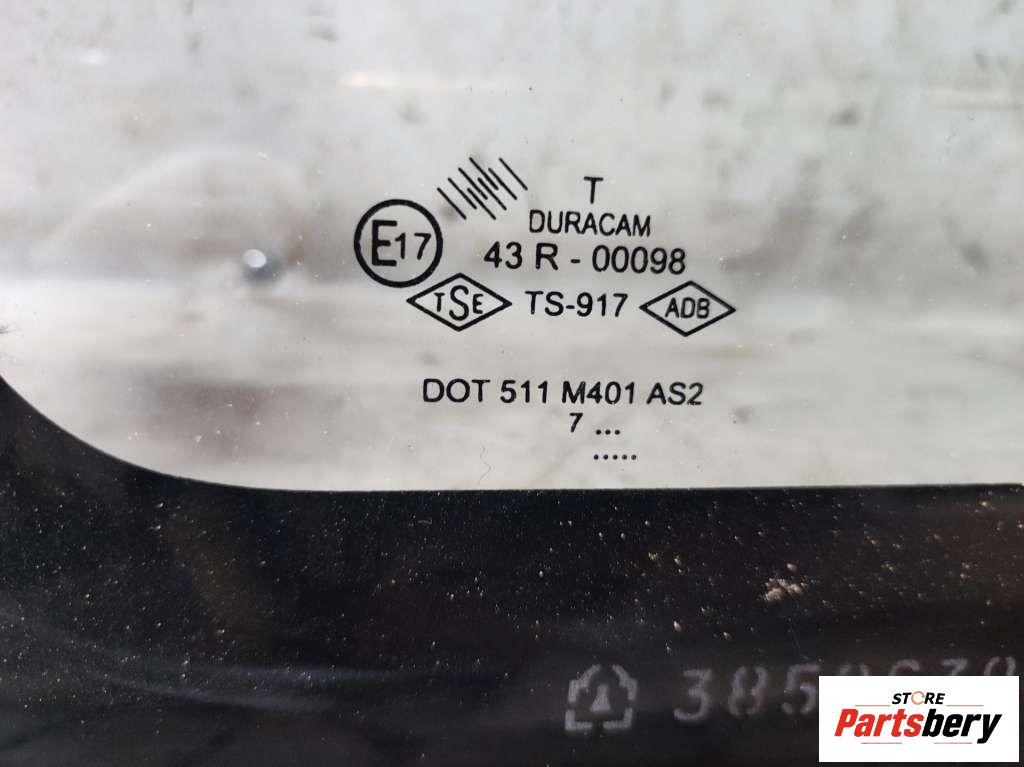 T
DURACAM
E17
43 R - 00098
TSE TS-917 ADB
DOT 511 M401 AS2
7 ...
.....
STORE
Partsbery